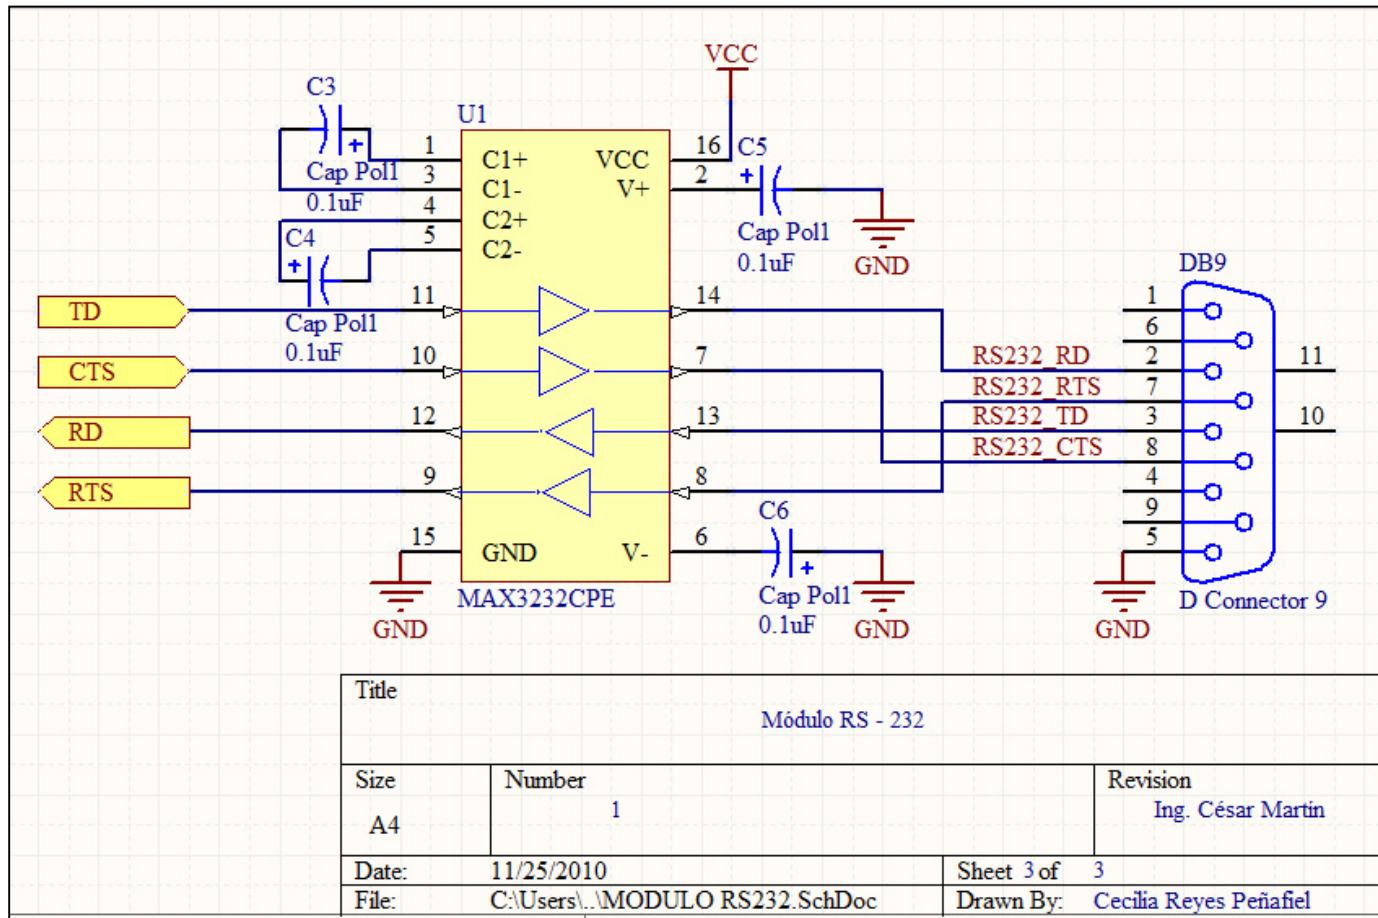 VCC
C3
U1
1
C1+
VCC
16
C5
+
+
Cap Pol1
3
C1-
V+
2
0.1uF
4
C2+
Cap Pol1
C4
5
C2-
0.1uF
GND
+
DB9
TD
11
14
1
Cap Pol1
6
0.1uF
CTS
10
7
RS232_RD
2
11
RS232_RTS
7
RD
12
13
RS232_TD
3
10
RS232_CTS
8
RTS
9
8
4
C6
9
15
GND
V-
6
5
+
MAX3232CPE
Cap Pol1
D Connector 9
0.1uF
GND
GND
GND
Title
Módulo RS - 232
Size
Number
Revision
A4
1
Ing. César Martin
Date:
11/25/2010
Sheet 3 of 3
File:
C:\Users\..\MODULO RS232.SchDoc
Drawn By:
Cecilia Reyes Peñafiel